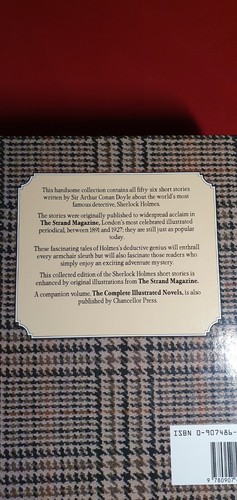 This handsome collection contains all fifty-six short stories
written by Sir Arthur Conan Doyle about the world's most
famous detective, Sherlock Holmes.
The stories were originally published to widespread acclaim in
The Strand Magazine, London's most celebrated illustrated
periodical, between 1891 and 1927; they are still just as popular
today.
These fascinating tales of Holmes's deductive genius will enthrall
every armchair sleuth but will also fascinate those readers who
simply enjoy an exciting adventure mystery.
This collected edition of the Sherlock Holmes short stories is
enhanced by original illustrations from The Strand Magazine.
A companion volume, The Complete Illustrated Novels, is also
published by Chancellor Press.
ISBN 0-907486-
9 780907